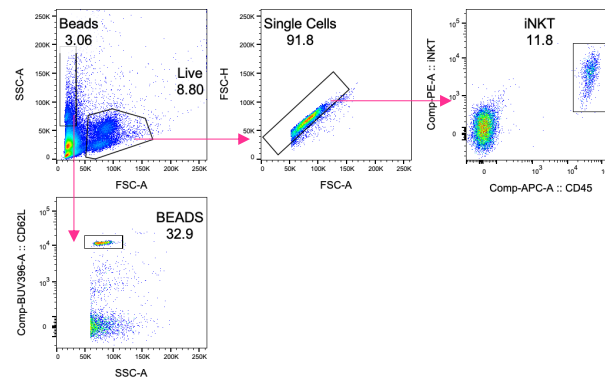 Beads
3.06
Live
8.80
SSC-A
250K
200K
150K
100K
50K
0
0 50K 100K 150K 200K 250K
FSC-A
Single Cells
91.8
FSC-H
250K
200K
150K
100K
50K
0
0 50K 100K 150K 200K 250K
FSC-A
iNKT
11.8
Comp-PE-A :: iNKT
10^5
10^4
10^3
0
0 10^3 10^4 10^5
Comp-APC-A :: CD45
BEADS
32.9
Comp-BUV396-A :: CD62L
10^5
10^4
10^3
0
0 50K 100K 150K 200K 250K
SSC-A